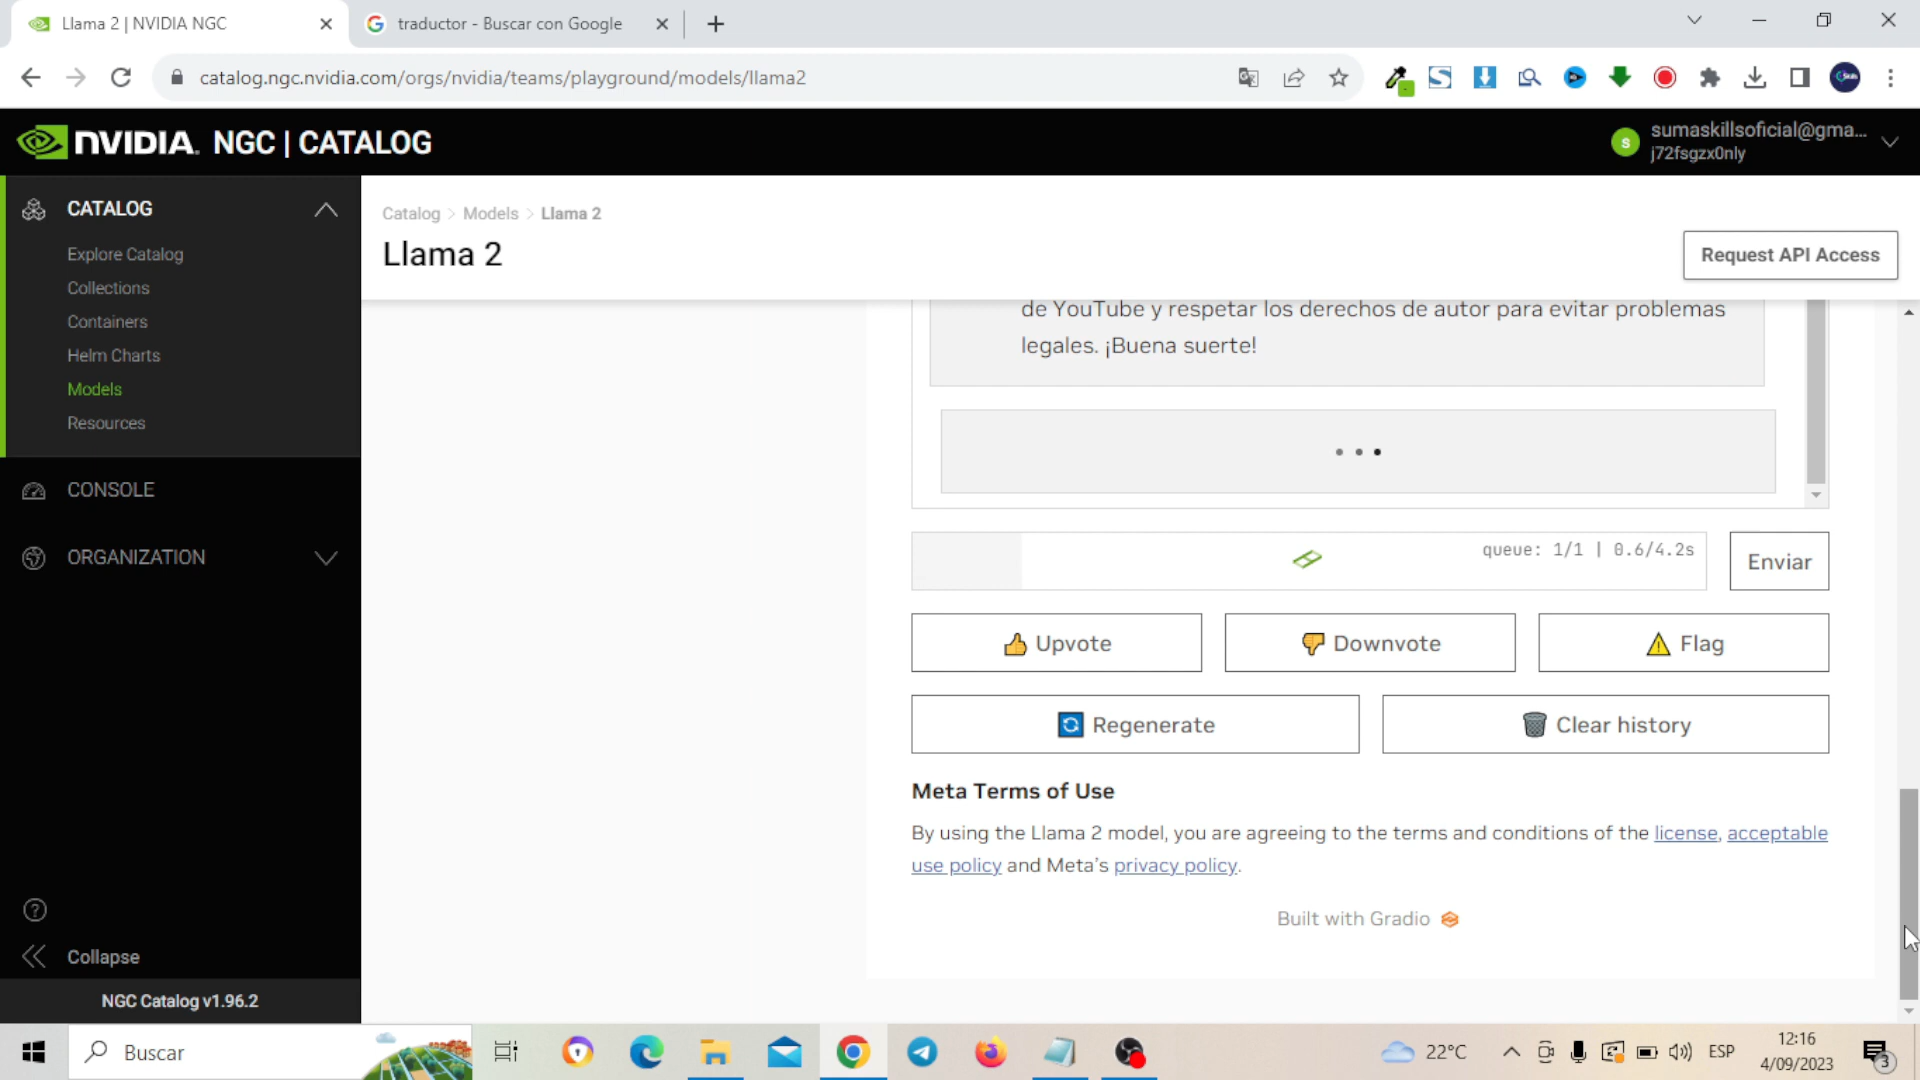 Llama 2 | NVIDIA NGC
traductor - Buscar con Google
catalog.ngc.nvidia.com/orgs/nvidia/teams/playground/models/llama2
NVIDIA. NGC | CATALOG
s
sumaskillsoficial@gma...
j72fsgzx0nly
CATALOG
Explore Catalog
Collections
Containers
Helm Charts
Models
Resources
CONSOLE
ORGANIZATION
Collapse
NGC Catalog v1.96.2
Catalog > Models > Llama 2
Llama 2
Request API Access
de YouTube y respetar los derechos de autor para evitar problemas
legales. ¡Buena suerte!
queue: 1/1 | 0.6/4.2s
Enviar
Upvote
Downvote
Flag
Regenerate
Clear history
Meta Terms of Use
By using the Llama 2 model, you are agreeing to the terms and conditions of the license, acceptable
use policy and Meta's privacy policy.
Built with Gradio
Buscar
22°C
ESP
12:16
4/09/2023
3